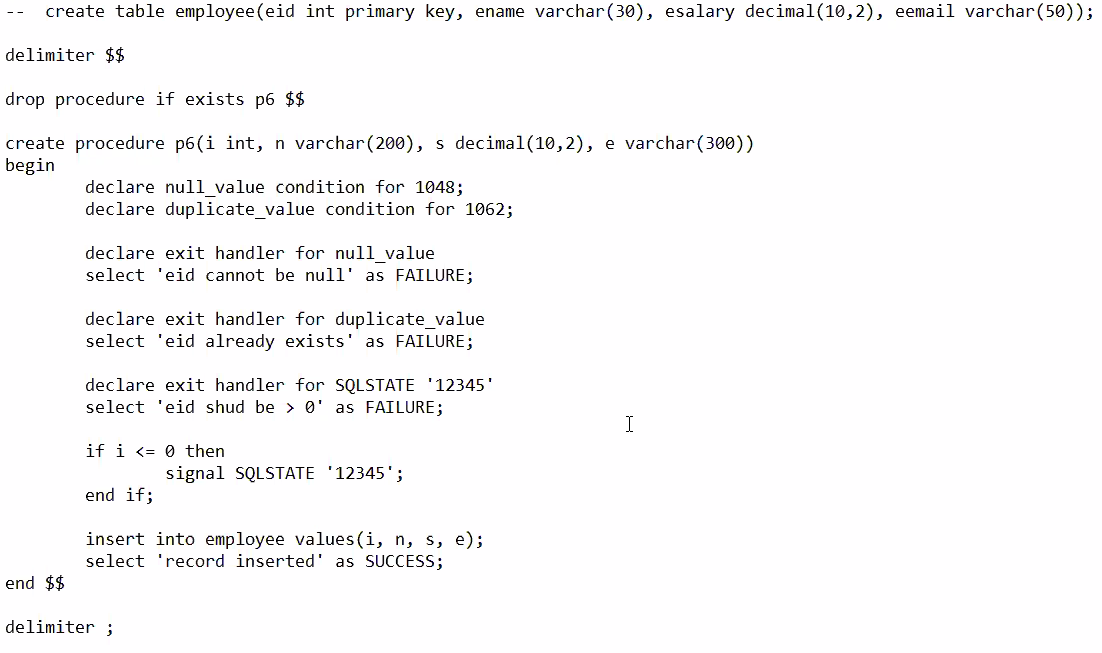 --  create table employee(eid int primary key, ename varchar(30), esalary decimal(10,2), eemail varchar(50));
delimiter $$
drop procedure if exists p6 $$
create procedure p6(i int, n varchar(200), s decimal(10,2), e varchar(300))
begin
        declare null_value condition for 1048;
        declare duplicate_value condition for 1062;
        declare exit handler for null_value
        select 'eid cannot be null' as FAILURE;
        declare exit handler for duplicate_value
        select 'eid already exists' as FAILURE;
        declare exit handler for SQLSTATE '12345'
        select 'eid shud be > 0' as FAILURE;
        if i <= 0 then
                signal SQLSTATE '12345';
        end if;
        insert into employee values(i, n, s, e);
        select 'record inserted' as SUCCESS;
end $$
delimiter ;